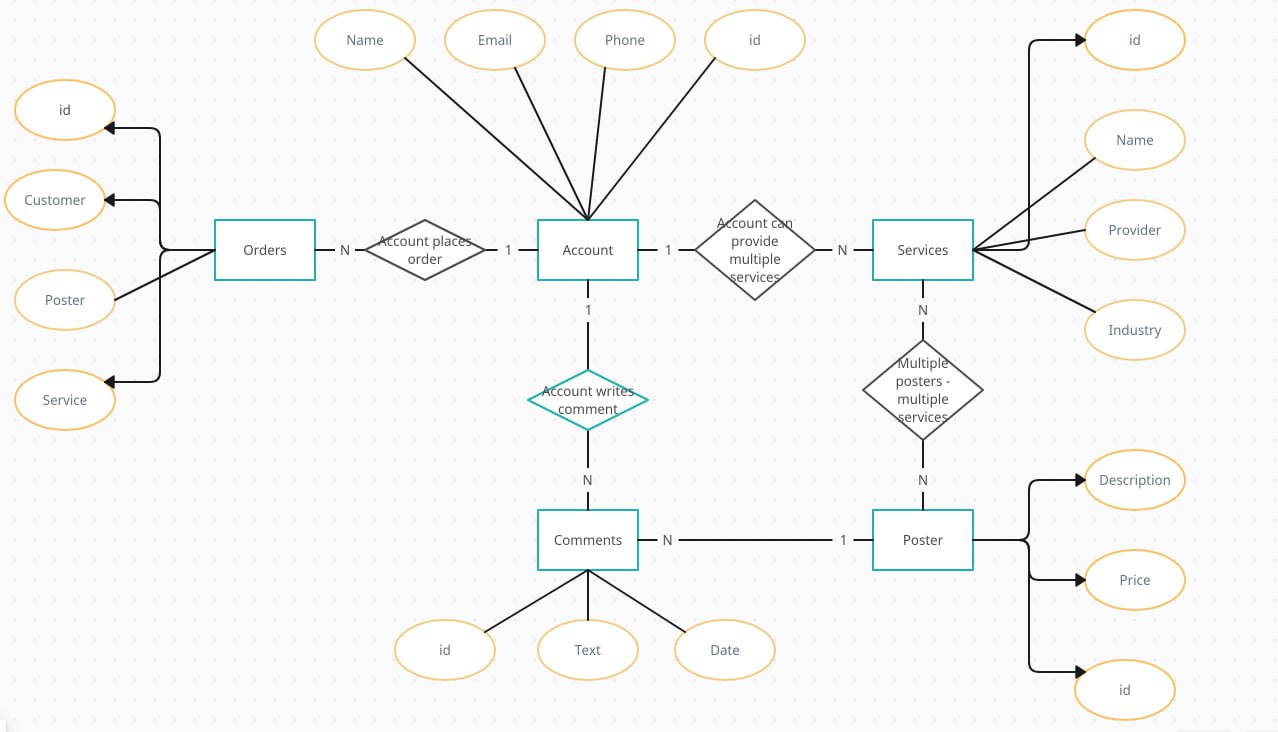 Name
Email
Phone
id
id
id
Name
Customer
Account can
provide
multiple
services
Provider
Orders
N
Account places
order
1
Account
1
N
Services
Poster
1
N
Industry
Service
Account writes
comment
Multiple
posters -
multiple
services
N
N
Description
Comments
N
1
Poster
Price
id
Text
Date
id